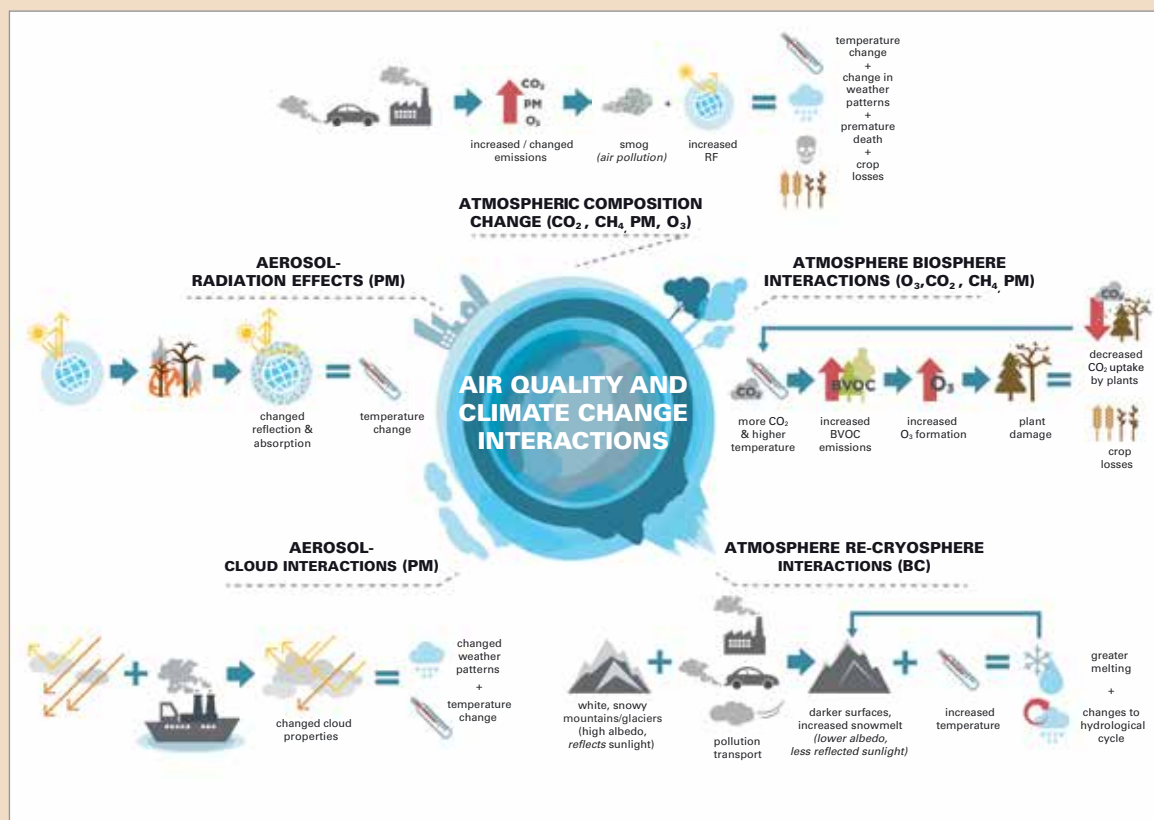 temperature
change
+
change in
weather
patterns
+
premature
death
+
crop
losses
CO₂
PM
O₃
increased / changed
emissions
smog
(air pollution)
+
increased
RF
=
ATMOSPHERIC COMPOSITION
CHANGE (CO₂, CH₄, PM, O₃)
AEROSOL-
RADIATION EFFECTS (PM)
changed
reflection &
absorption
=
temperature
change
ATMOSPHERE BIOSPHERE
INTERACTIONS (O₃,CO₂, CH₄, PM)
CO₂
more CO₂
& higher
temperature
BVOC
increased
BVOC
emissions
O₃
increased
O₃ formation
plant
damage
=
CO₂
decreased
CO₂ uptake
by plants
crop
losses
AIR QUALITY AND
CLIMATE CHANGE
INTERACTIONS
AEROSOL-
CLOUD INTERACTIONS (PM)
+
changed cloud
properties
=
changed
weather
patterns
+
temperature
change
ATMOSPHERE RE-CRYOSPHERE
INTERACTIONS (BC)
white, snowy
mountains/glaciers
(high albedo,
reflects sunlight)
+
pollution
transport
darker surfaces,
increased snowmelt
(lower albedo,
less reflected sunlight)
+
increased
temperature
=
greater
melting
+
changes to
hydrological
cycle